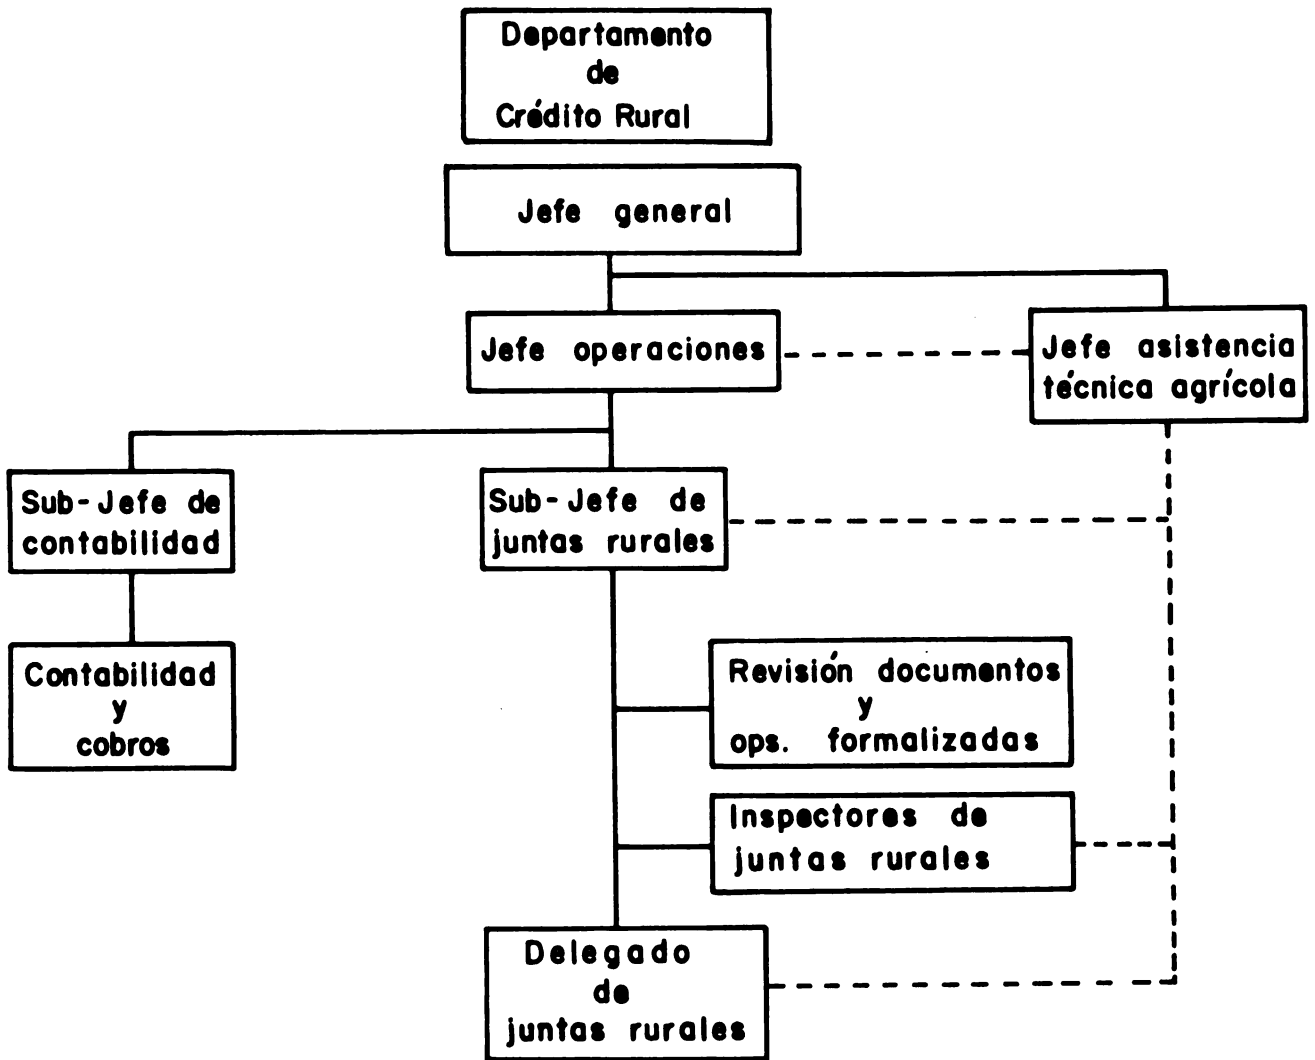 Departamento
de
Crédito Rural
Jefe general
Jefe operaciones
Jefe asistencia
técnica agrícola
Sub-Jefe de
contabilidad
Sub-Jefe de
juntas rurales
Contabilidad
y
cobros
Revisión documentos
y
ops. formalizadas
Inspectores de
juntas rurales
Delegado
de
juntas rurales